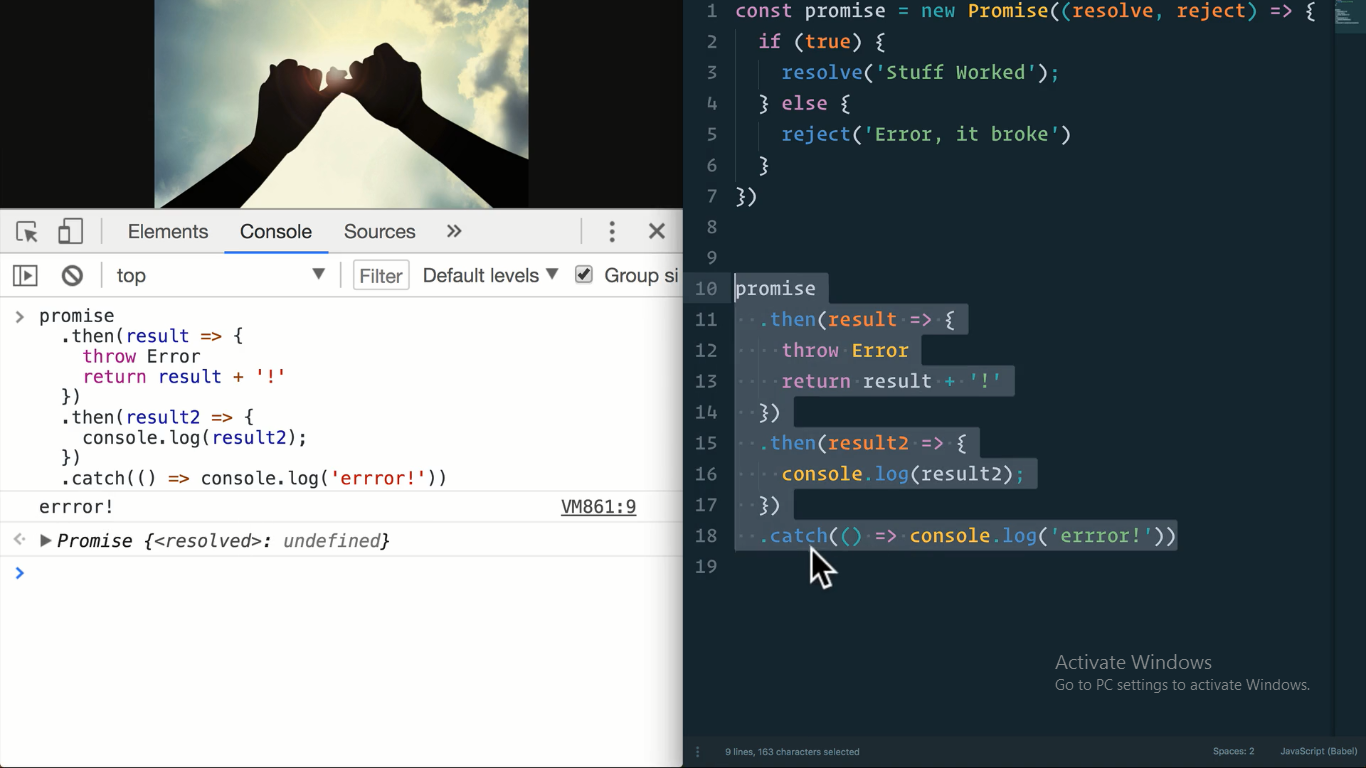 Elements Console Sources »
top ▼ Filter Default levels ▼ Group si
> promise
.then(result => {
throw Error
return result + '!'
})
.then(result2 => {
console.log(result2);
})
.catch(() => console.log('errror!'))
errror! VM861:9
Promise {<resolved>: undefined}
>
1 const promise = new Promise((resolve, reject) => {
2 if (true) {
3 resolve('Stuff Worked');
4 } else {
5 reject('Error, it broke')
6 }
7 })
8
9
10 promise
11 .then(result => {
12 throw Error
13 return result + '!'
14 })
15 .then(result2 => {
16 console.log(result2);
17 })
18 .catch(() => console.log('errror!'))
19
Activate Windows
Go to PC settings to activate Windows.
9 lines, 163 characters selected Spaces: 2 JavaScript (Babel)